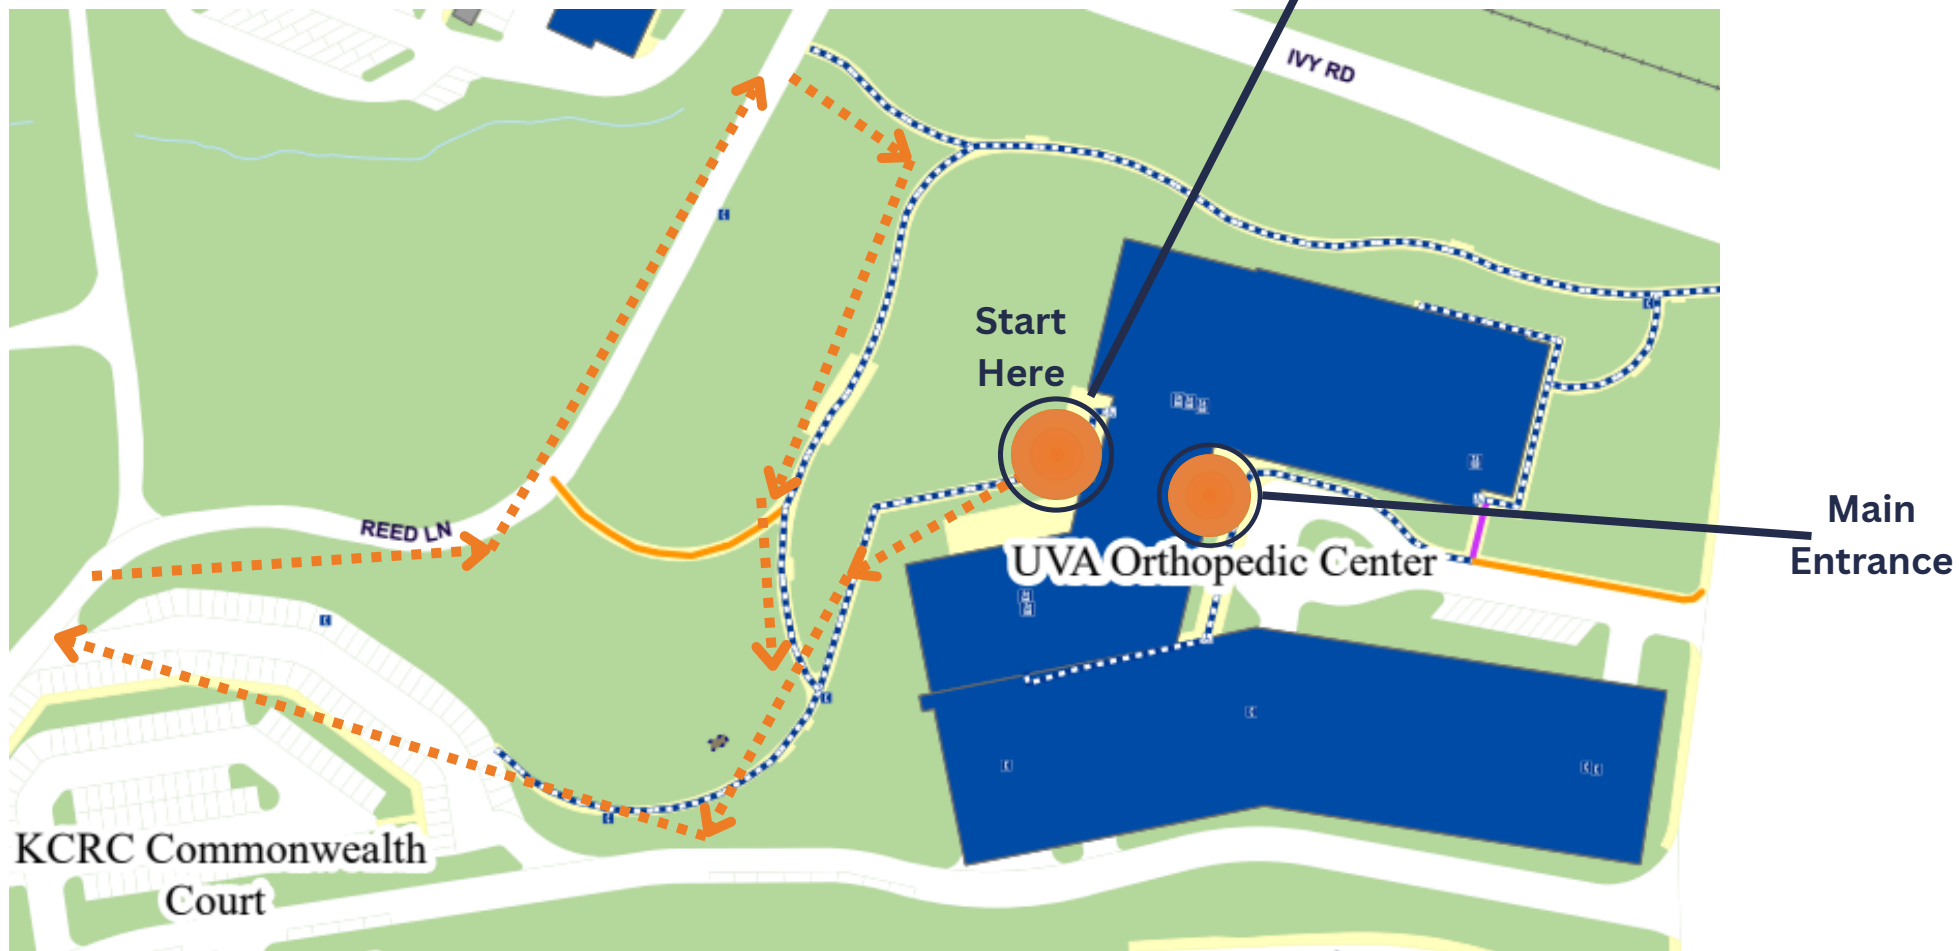 IVY RD
Start
Here
REED LN
Main
Entrance
UVA Orthopedic Center
KCRC Commonwealth
Court